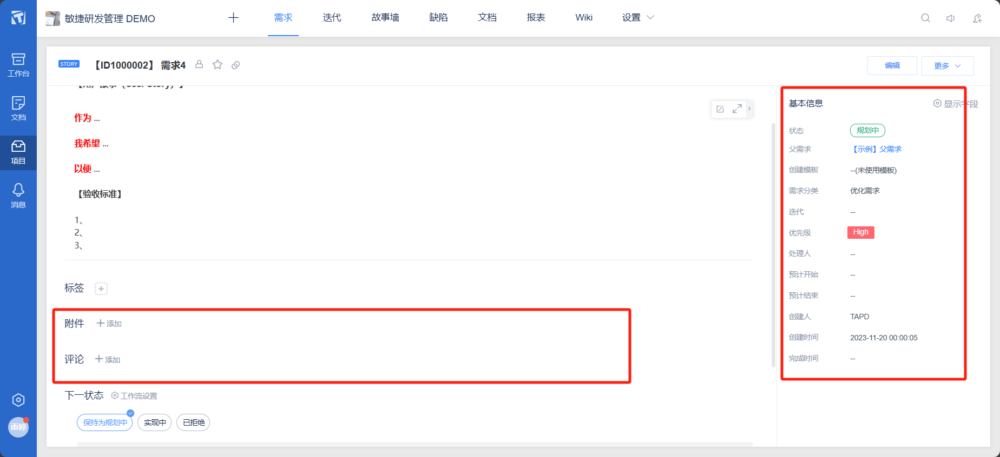 敏捷研发管理 DEMO
需求
迭代
故事墙
缺陷
文档
报表
Wiki
设置
工作台
文档
项目
消息
雨婷
STORY
【ID1000002】 需求4
编辑
更多
作为 ...
我希望 ...
以便 ...
【验收标准】
1、
2、
3、
标签
附件
添加
评论
添加
下一状态
工作流设置
保持为规划中
实现中
已拒绝
基本信息
显示字段
状态
规划中
父需求
【示例】父需求
创建模板
--(未使用模板)
需求分类
优化需求
迭代
--
优先级
High
处理人
--
预计开始
--
预计结束
--
创建人
TAPD
创建时间
2023-11-20 00:00:05
完成时间
--